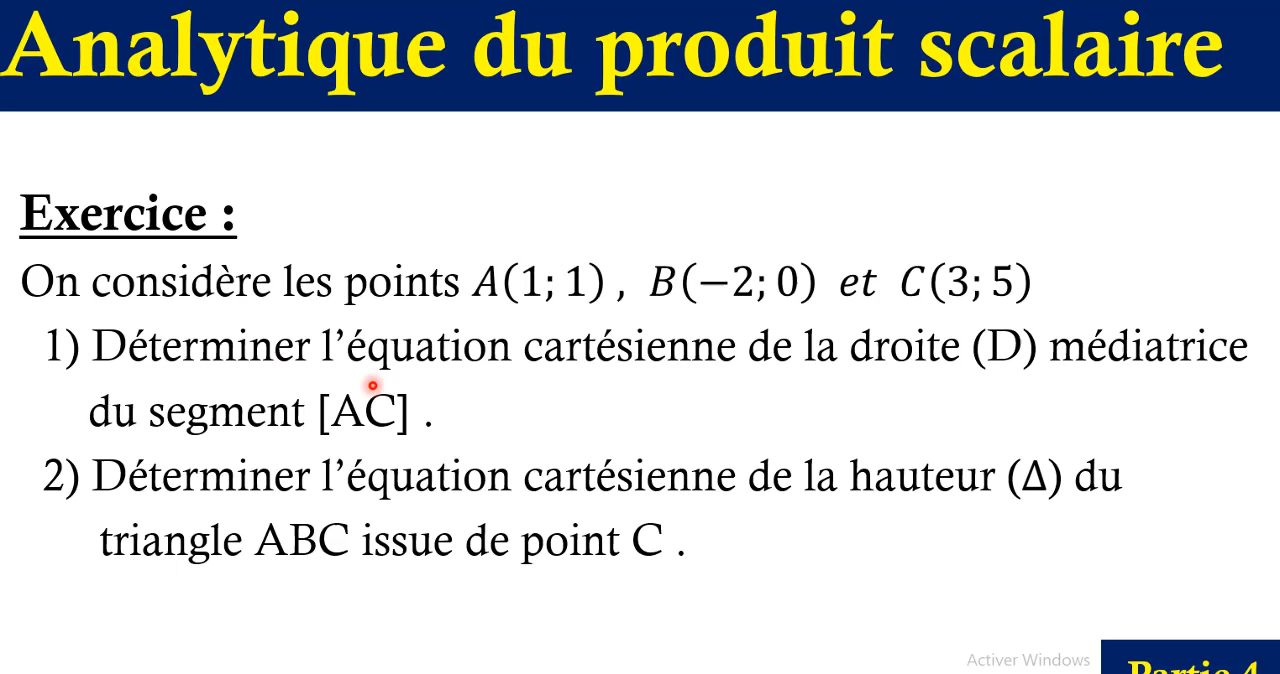 Analytique du produit scalaire
Exercice :
On considère les points A(1; 1) , B(−2; 0) et C(3; 5)
1) Déterminer l’équation cartésienne de la droite (D) médiatrice
du segment [AC] .
2) Déterminer l’équation cartésienne de la hauteur (Δ) du
triangle ABC issue de point C .
Activer Windows
Partie 4